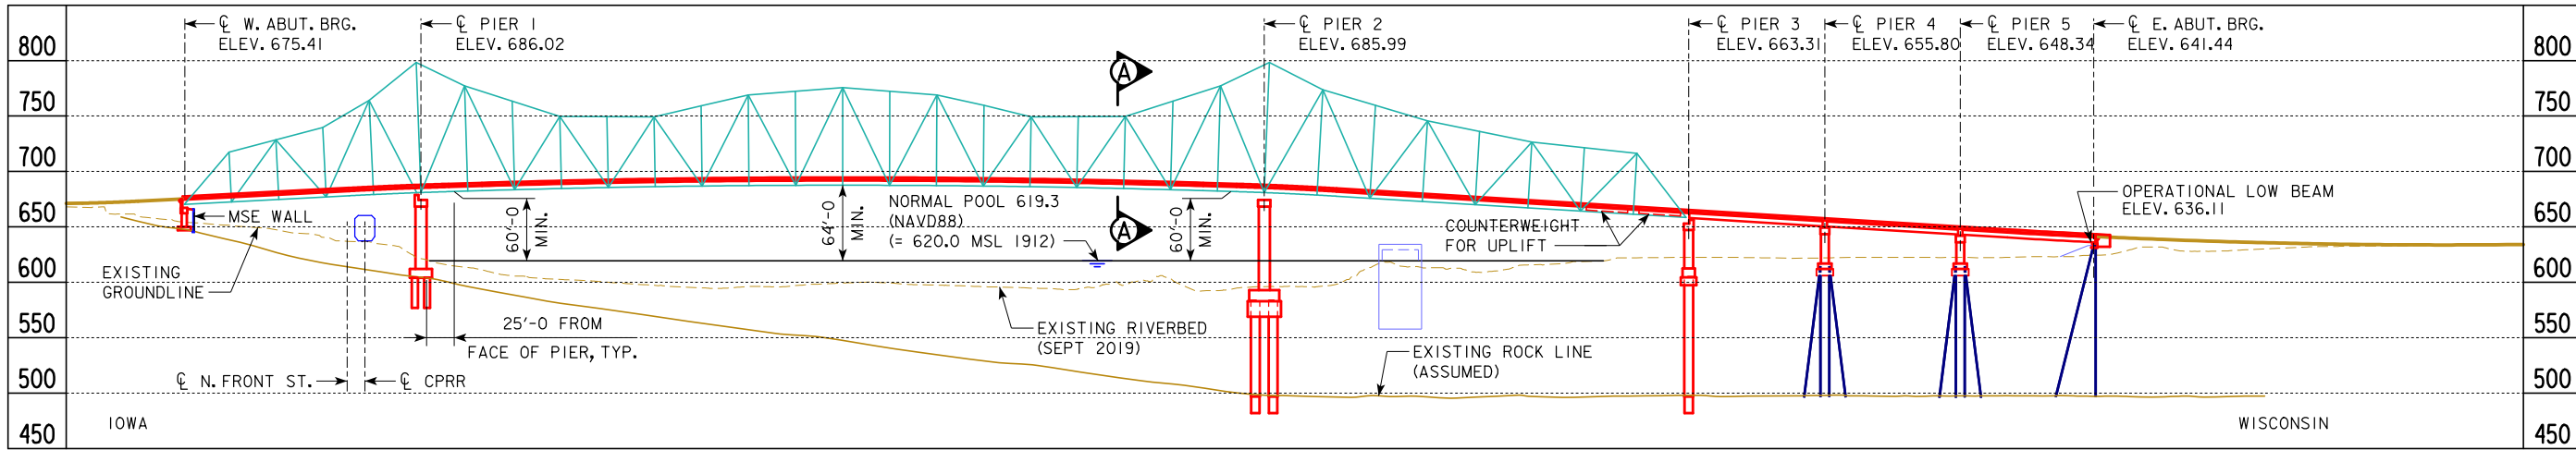 ℄ W. ABUT. BRG.
ELEV. 675.41
℄ PIER 1
ELEV. 686.02
℄ PIER 2
ELEV. 685.99
℄ PIER 3
ELEV. 663.31
℄ PIER 4
ELEV. 655.80
℄ PIER 5
ELEV. 648.34
℄ E. ABUT. BRG.
ELEV. 641.44
800
750
700
650
600
550
500
450
800
750
700
650
600
550
500
450
A
A
MSE WALL
EXISTING
GROUNDLINE
60'-0
MIN.
64'-0
MIN.
NORMAL POOL 619.3
(NAVD88)
(= 620.0 MSL 1912)
60'-0
MIN.
COUNTERWEIGHT
FOR UPLIFT
OPERATIONAL LOW BEAM
ELEV. 636.11
25'-0 FROM
FACE OF PIER, TYP.
EXISTING RIVERBED
(SEPT 2019)
EXISTING ROCK LINE
(ASSUMED)
℄ N. FRONT ST.
℄ CPRR
IOWA
WISCONSIN